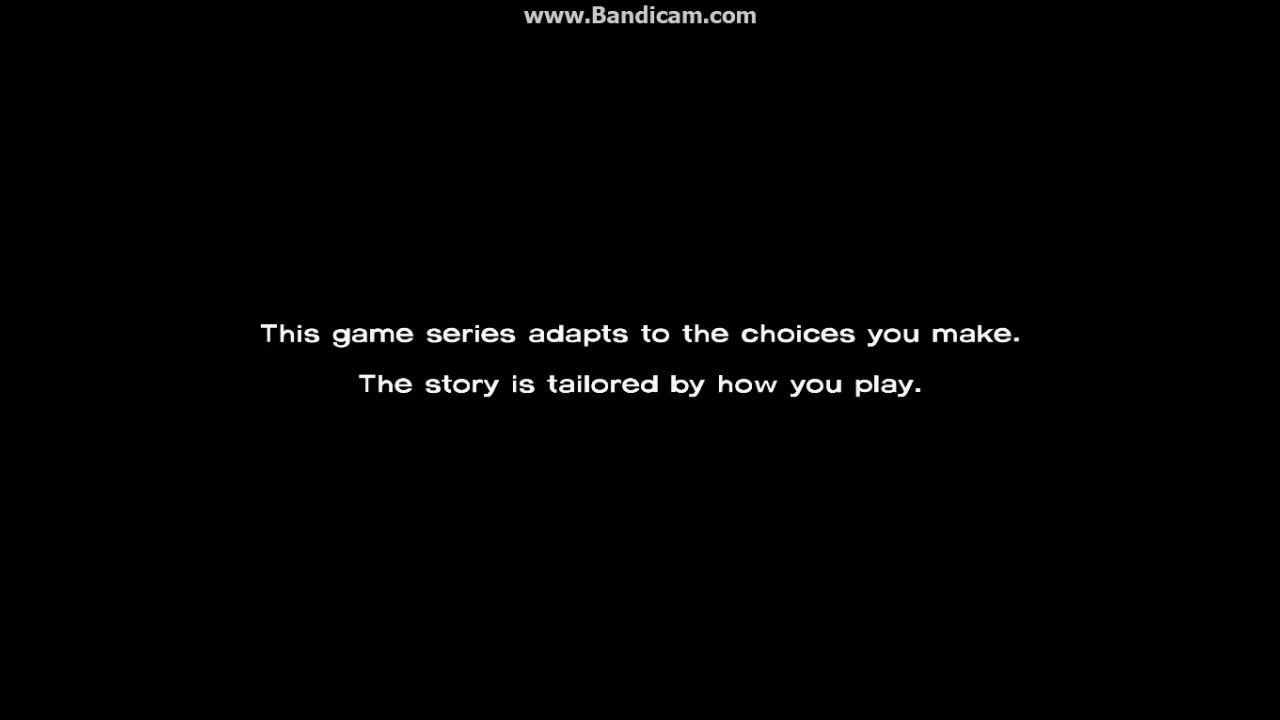 www.Bandicam.com
This game series adapts to the choices you make.
The story is tailored by how you play.